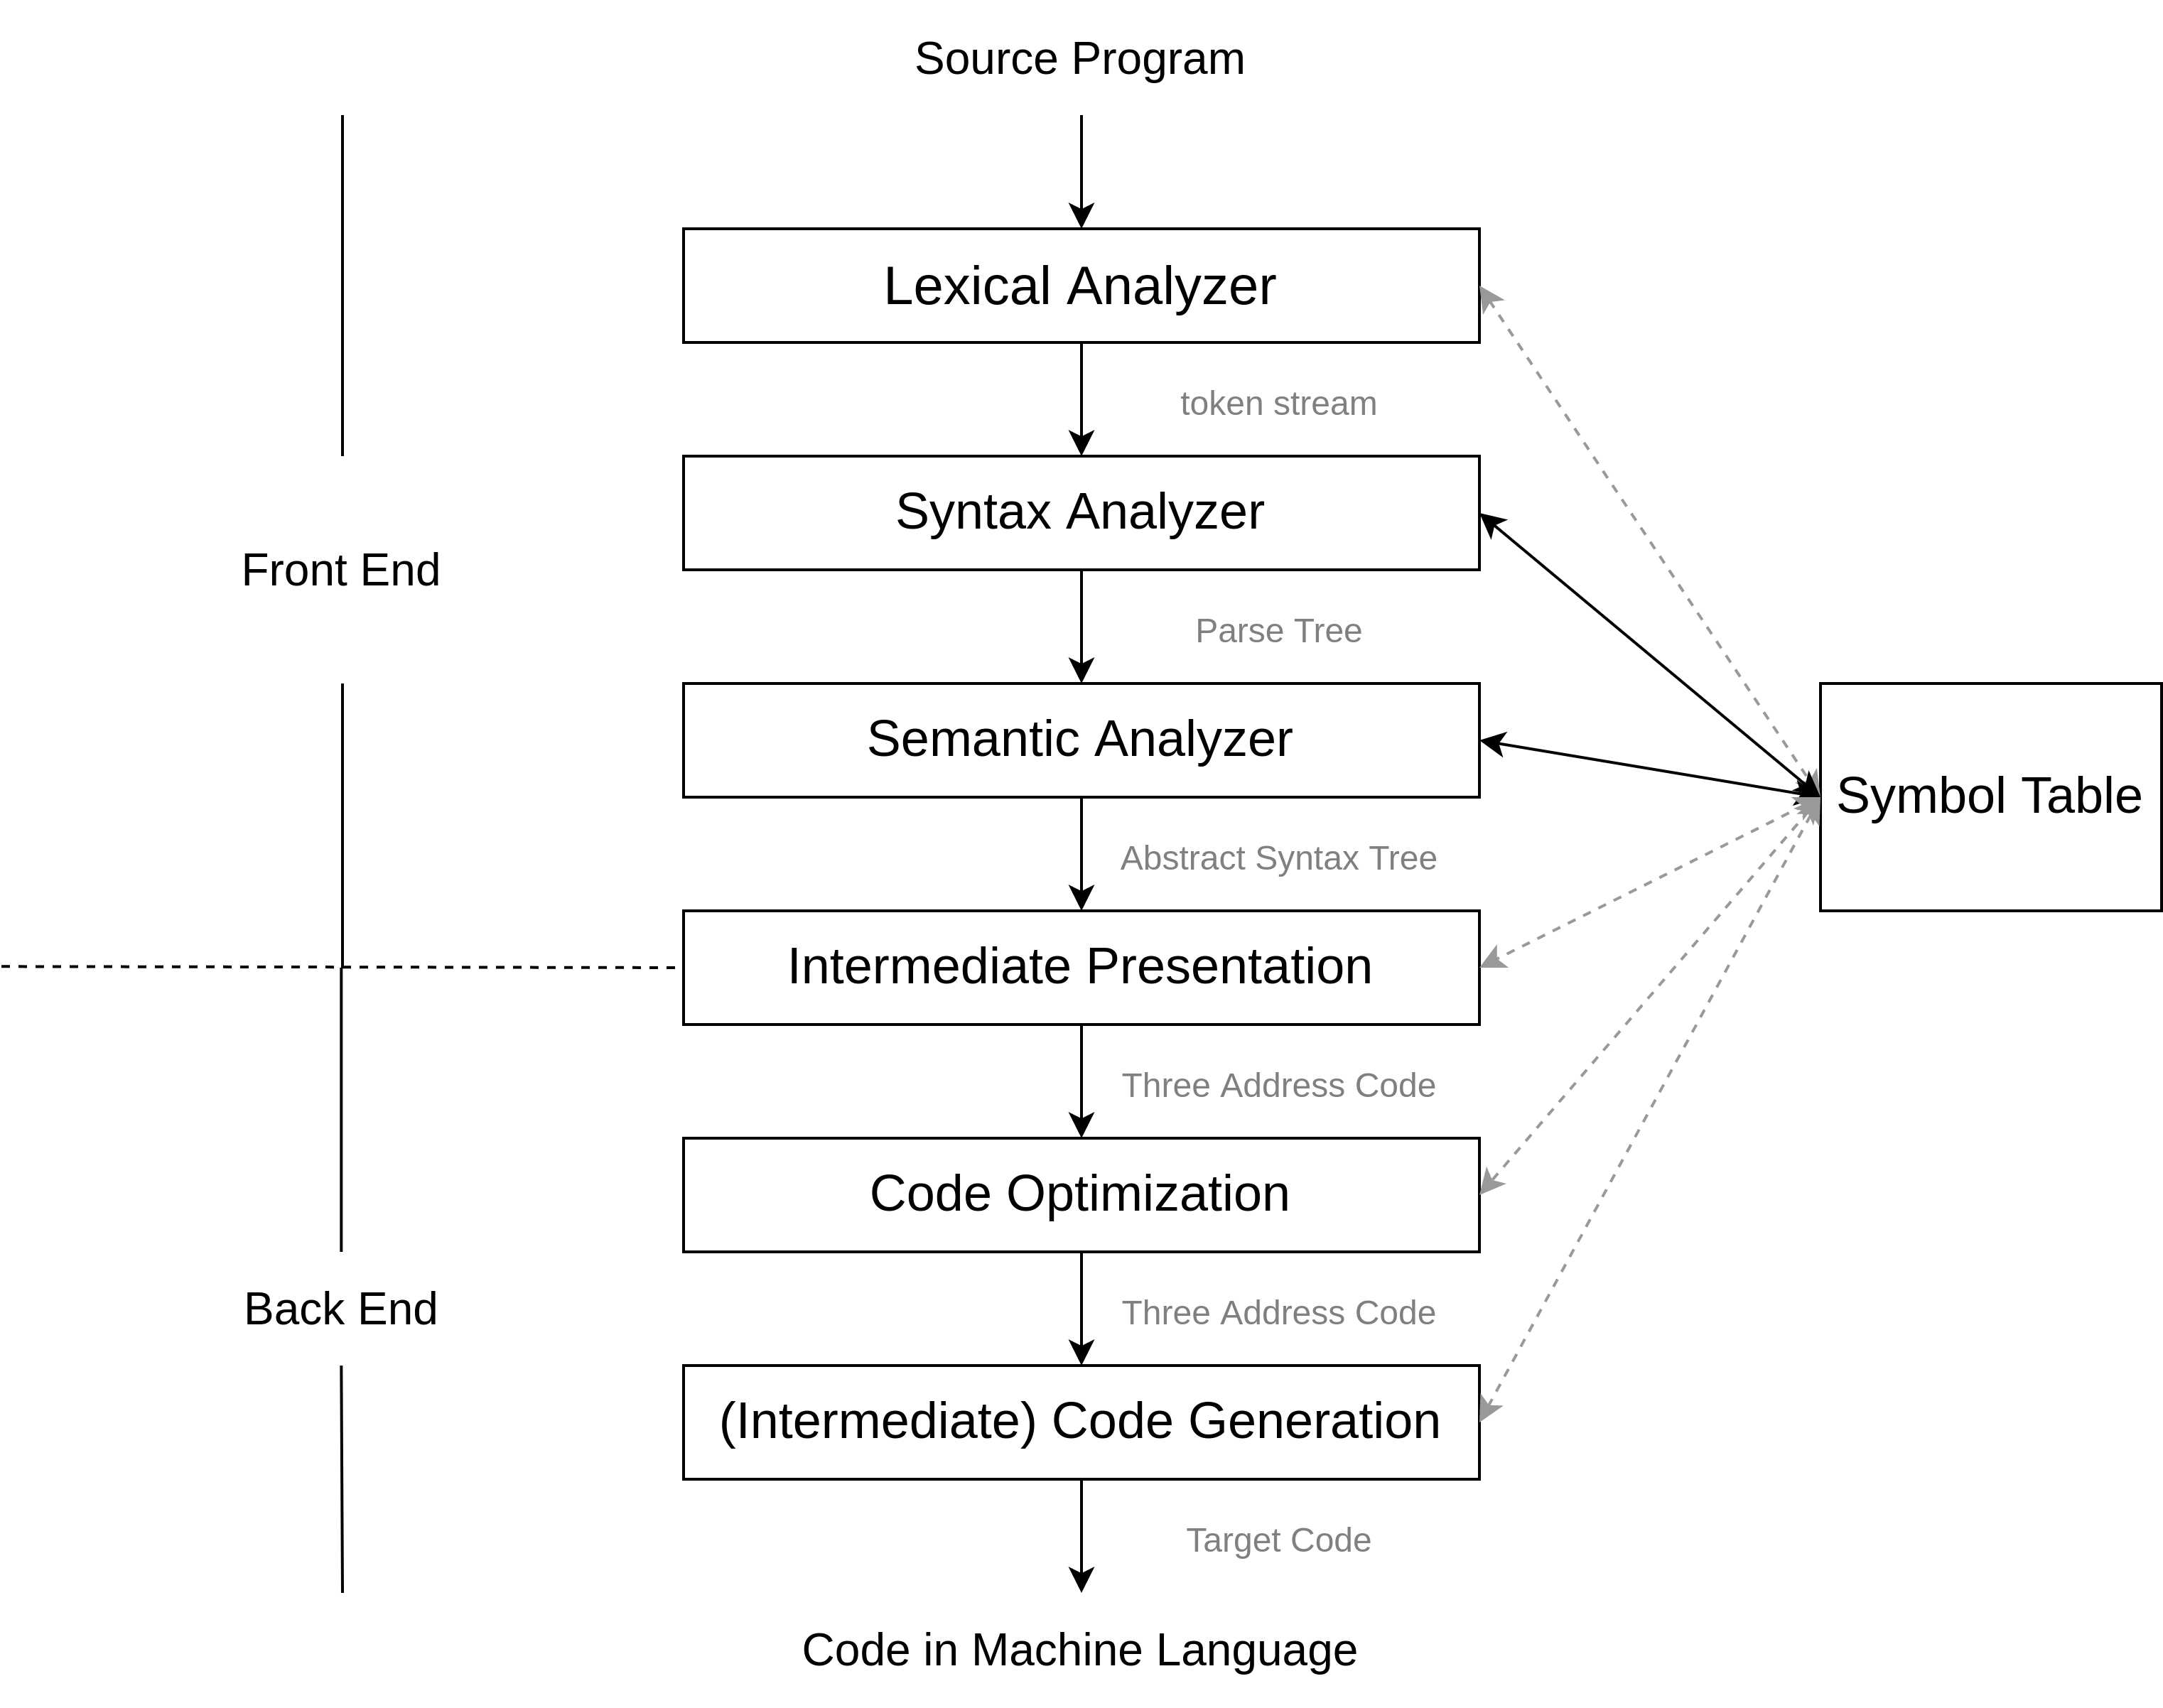 Source Program
Lexical Analyzer
token stream
Syntax Analyzer
Front End
Parse Tree
Semantic Analyzer
Symbol Table
Abstract Syntax Tree
Intermediate Presentation
Three Address Code
Code Optimization
Back End
Three Address Code
(Intermediate) Code Generation
Target Code
Code in Machine Language